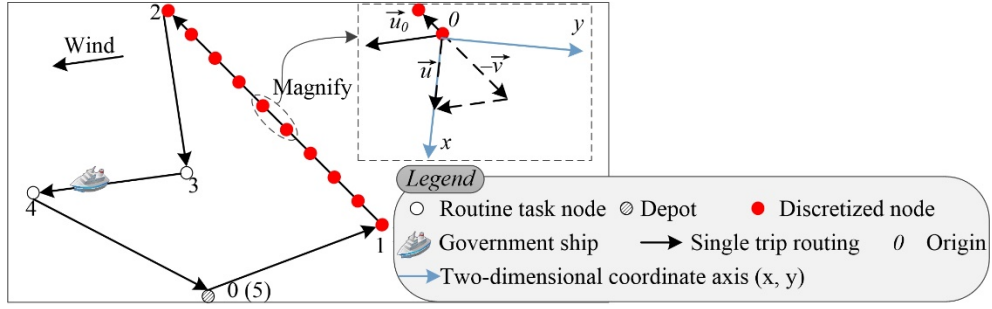 2
Wind
Magnify
3
4
1
0 (5)
u₀
0
y
u
–v
x
Legend
Routine task node
Depot
Discretized node
Government ship
Single trip routing
0 Origin
Two-dimensional coordinate axis (x, y)